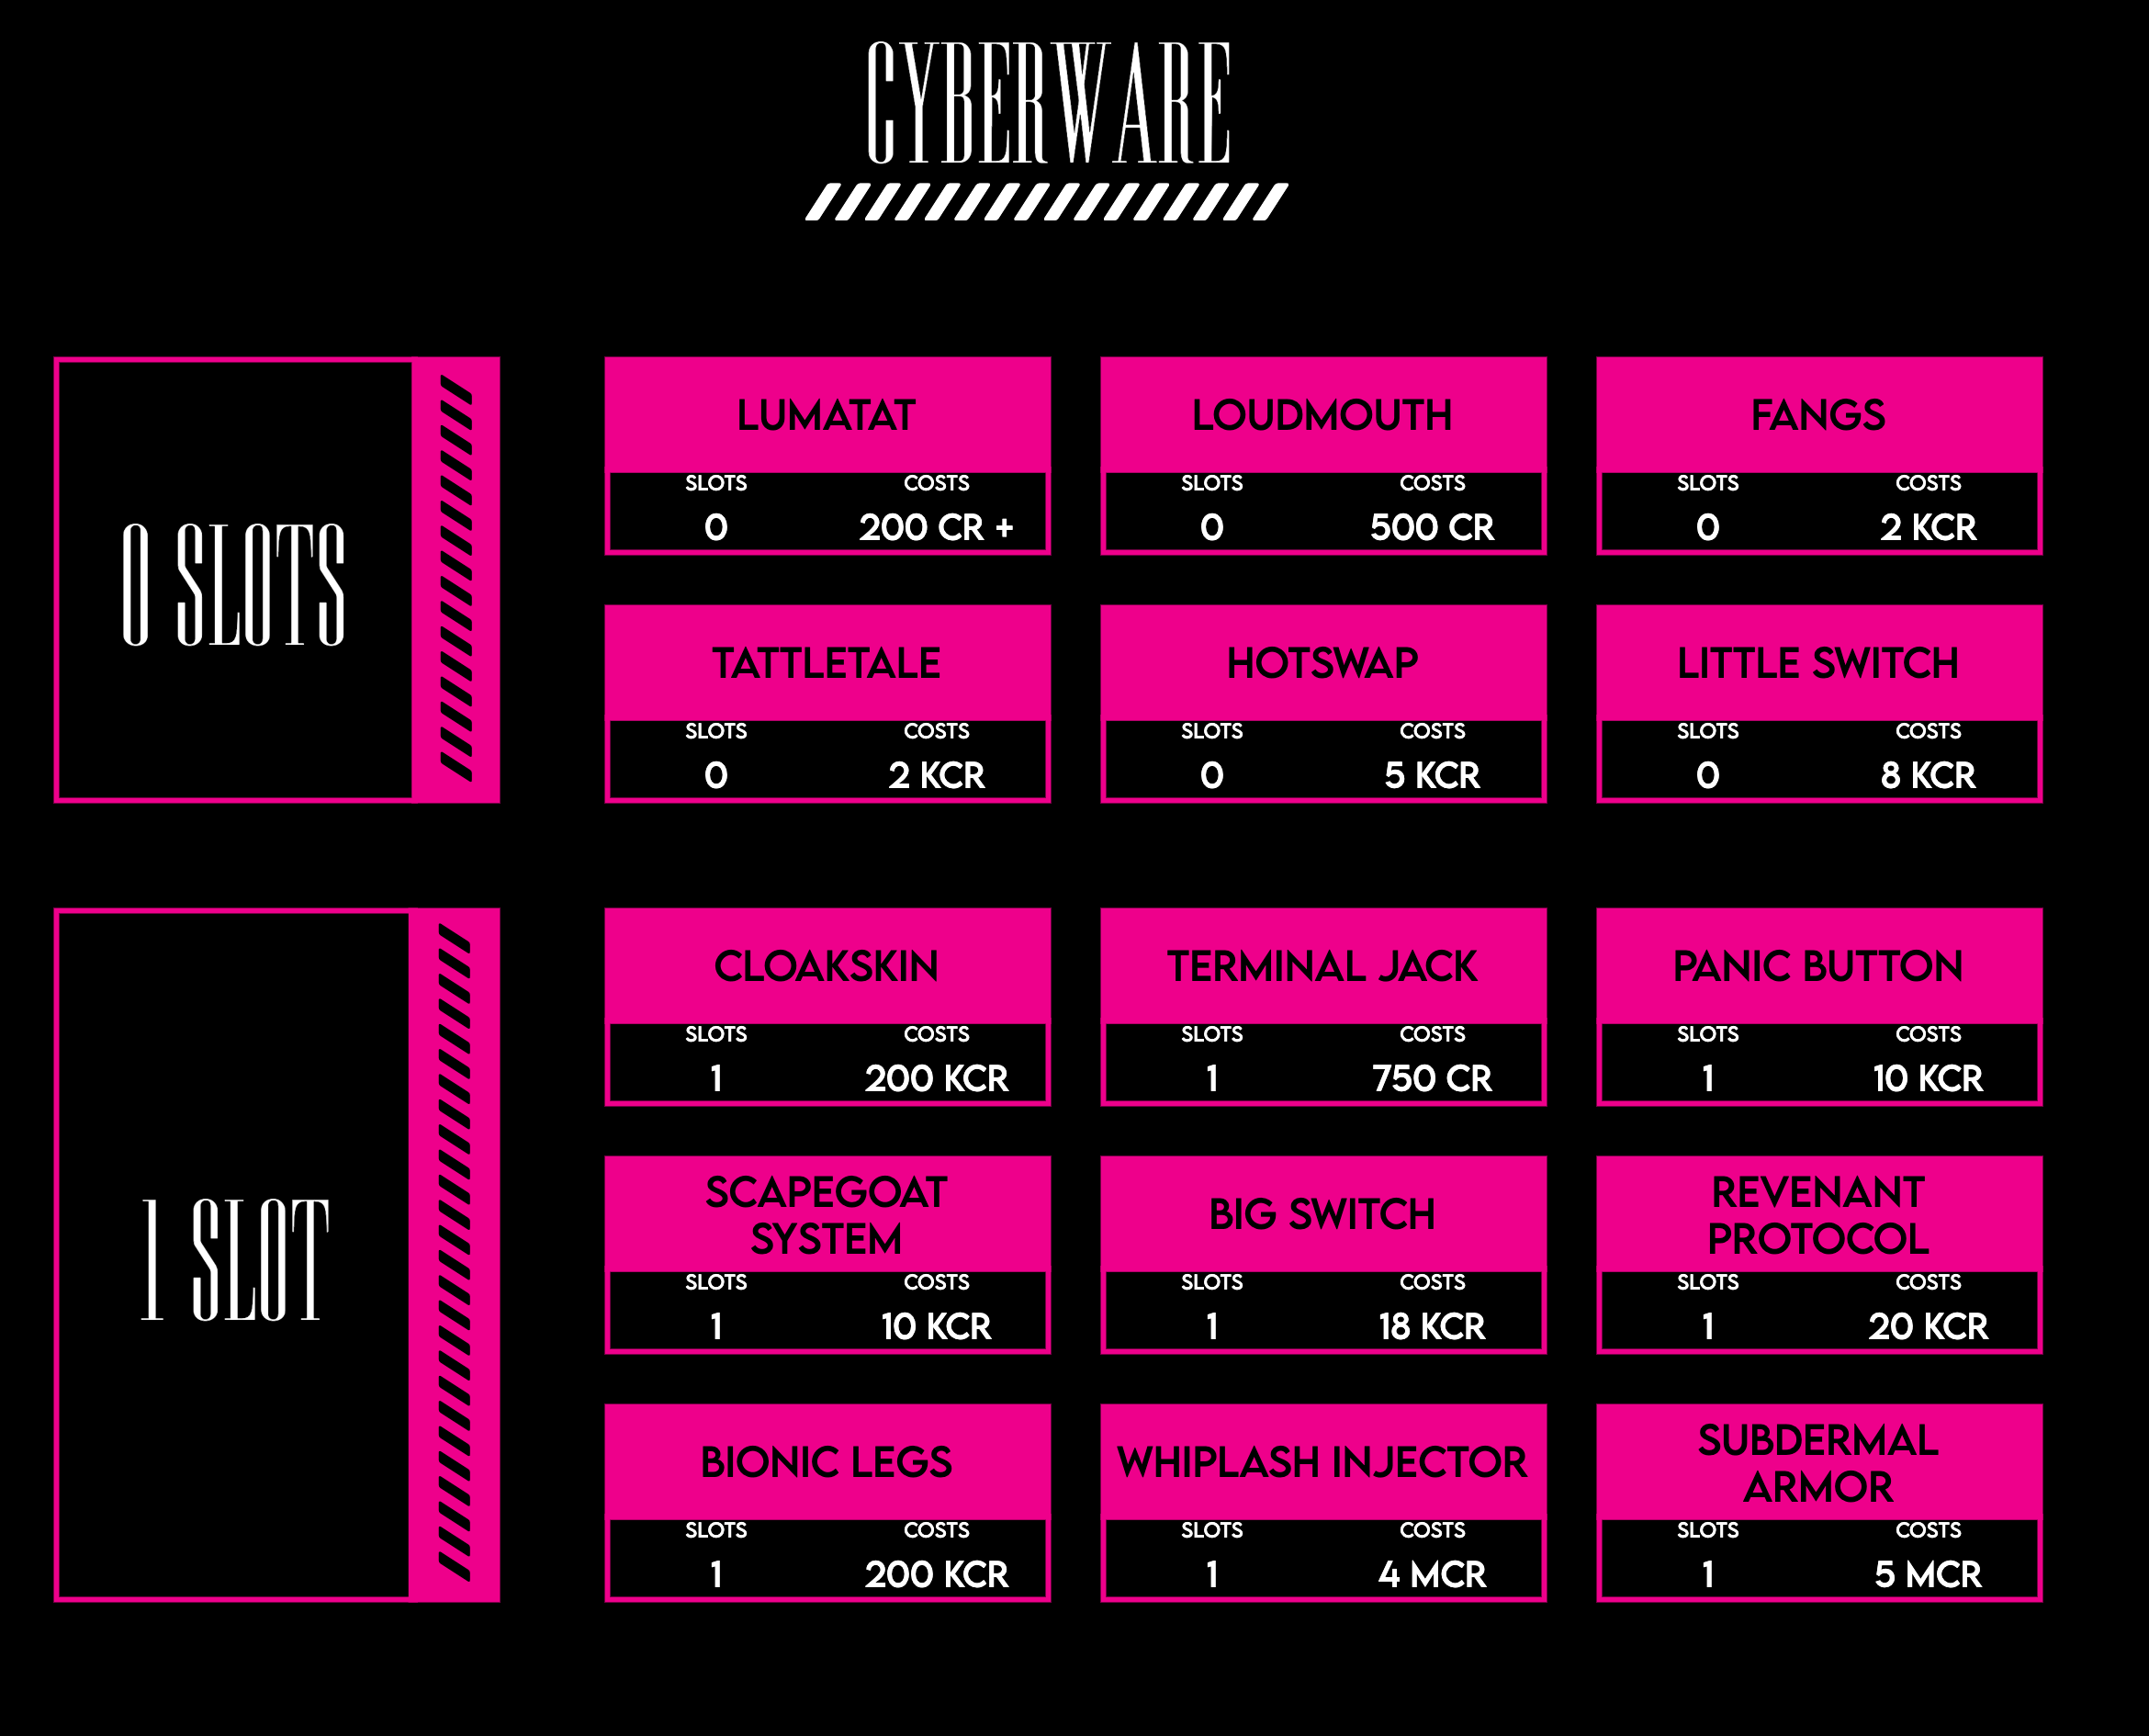 CYBERWARE
0 SLOTS
LUMATAT
SLOTS COSTS
0 200 CR +
LOUDMOUTH
SLOTS COSTS
0 500 CR
FANGS
SLOTS COSTS
0 2 KCR
TATTLETALE
SLOTS COSTS
0 2 KCR
HOTSWAP
SLOTS COSTS
0 5 KCR
LITTLE SWITCH
SLOTS COSTS
0 8 KCR
1 SLOT
CLOAKSKIN
SLOTS COSTS
1 200 KCR
TERMINAL JACK
SLOTS COSTS
1 750 CR
PANIC BUTTON
SLOTS COSTS
1 10 KCR
SCAPEGOAT
SYSTEM
SLOTS COSTS
1 10 KCR
BIG SWITCH
SLOTS COSTS
1 18 KCR
REVENANT
PROTOCOL
SLOTS COSTS
1 20 KCR
BIONIC LEGS
SLOTS COSTS
1 200 KCR
WHIPLASH INJECTOR
SLOTS COSTS
1 4 MCR
SUBDERMAL
ARMOR
SLOTS COSTS
1 5 MCR